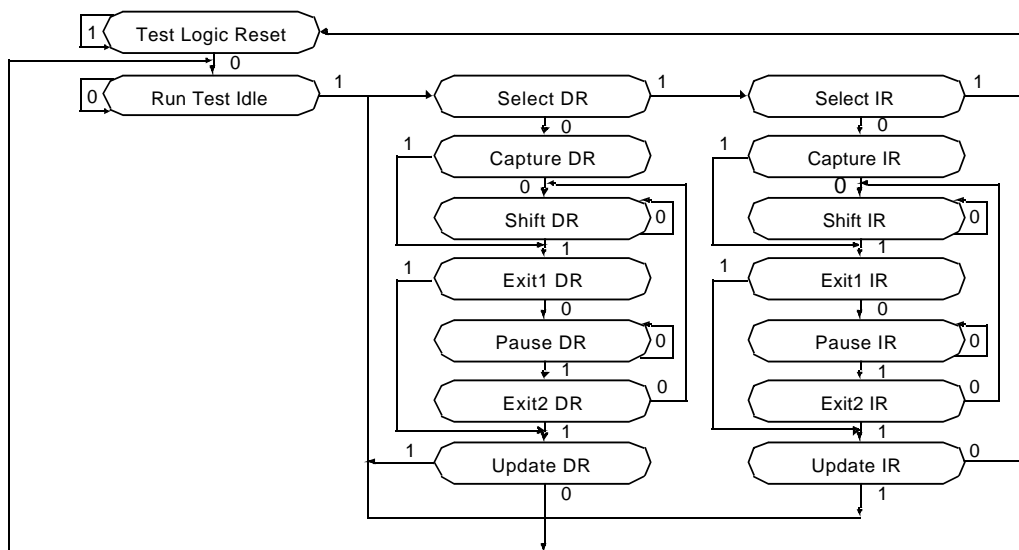 1 Test Logic Reset
0
0 Run Test Idle 1 Select DR 1 Select IR 1
0 0
1 Capture DR 1 Capture IR
0 0
Shift DR 0 Shift IR 0
1 1
1 Exit1 DR 1 Exit1 IR
0 0
Pause DR 0 Pause IR 0
1 1
Exit2 DR 0 Exit2 IR 0
1 1
1 Update DR Update IR 0
0 1